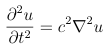 ∂²u/∂t² = c²∇²u